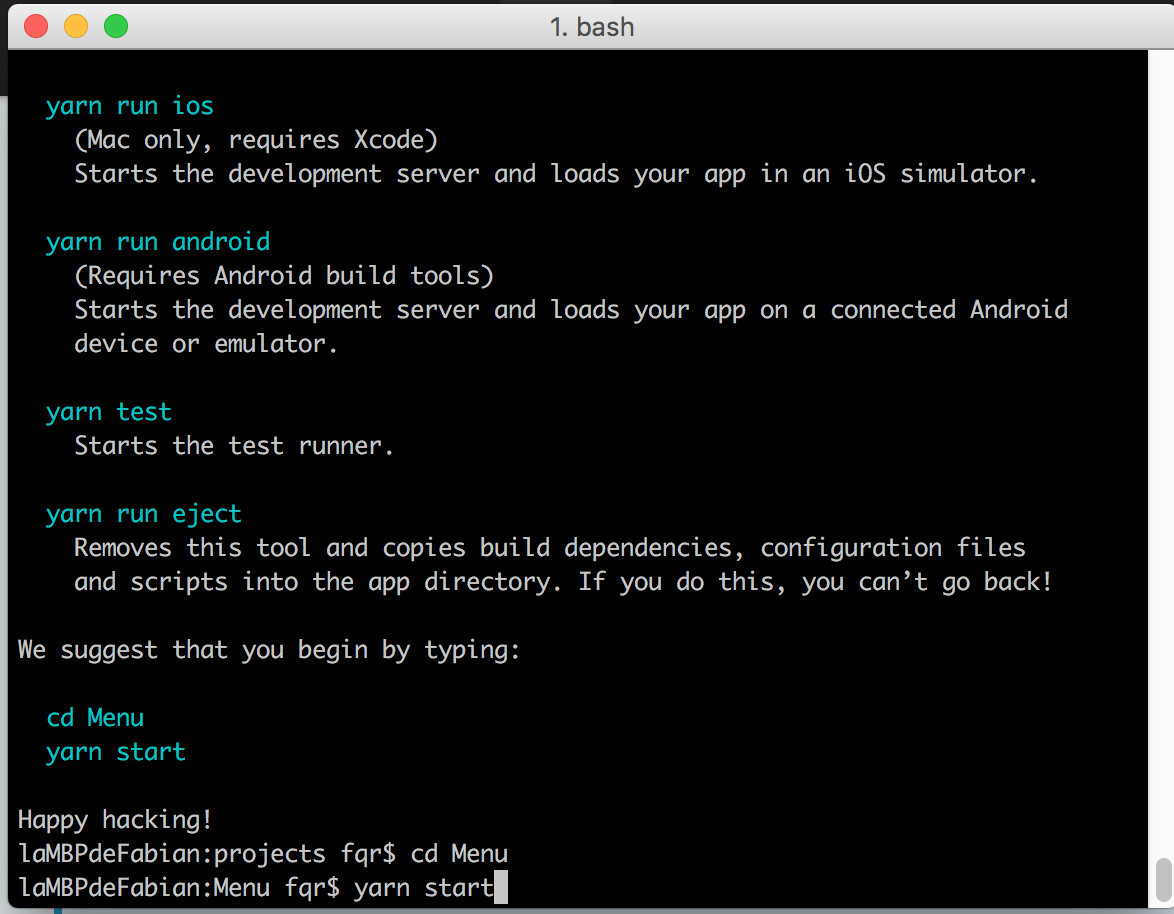 1. bash
yarn run ios
(Mac only, requires Xcode)
Starts the development server and loads your app in an iOS simulator.
yarn run android
(Requires Android build tools)
Starts the development server and loads your app on a connected Android
device or emulator.
yarn test
Starts the test runner.
yarn run eject
Removes this tool and copies build dependencies, configuration files
and scripts into the app directory. If you do this, you can’t go back!
We suggest that you begin by typing:
cd Menu
yarn start
Happy hacking!
laMBPdeFabian:projects fqr$ cd Menu
laMBPdeFabian:Menu fqr$ yarn start